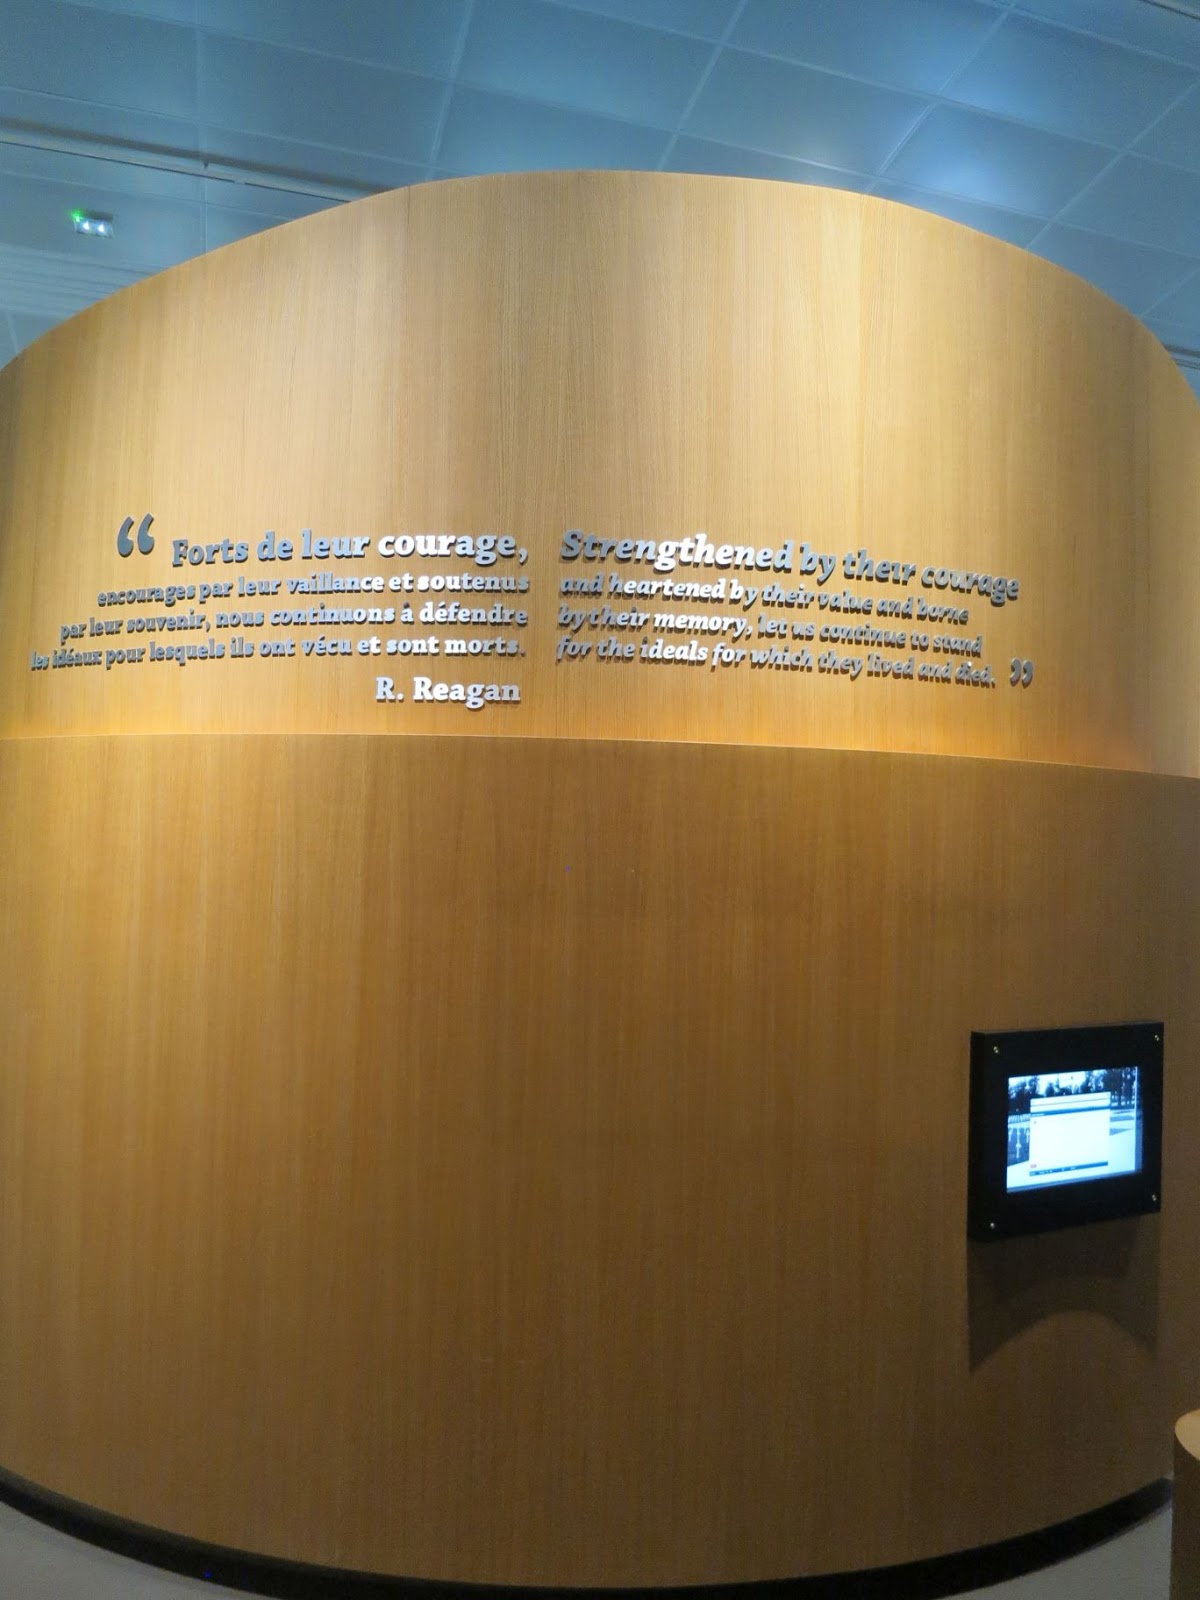 “ Forts de leur courage,
encouragés par leur vaillance et soutenus
par leur souvenir, nous continuons à défendre
les idéaux pour lesquels ils ont vécu et sont morts.
R. Reagan
Strengthened by their courage
and heartened by their value and borne
by their memory, let us continue to stand
for the ideals for which they lived and died. ”